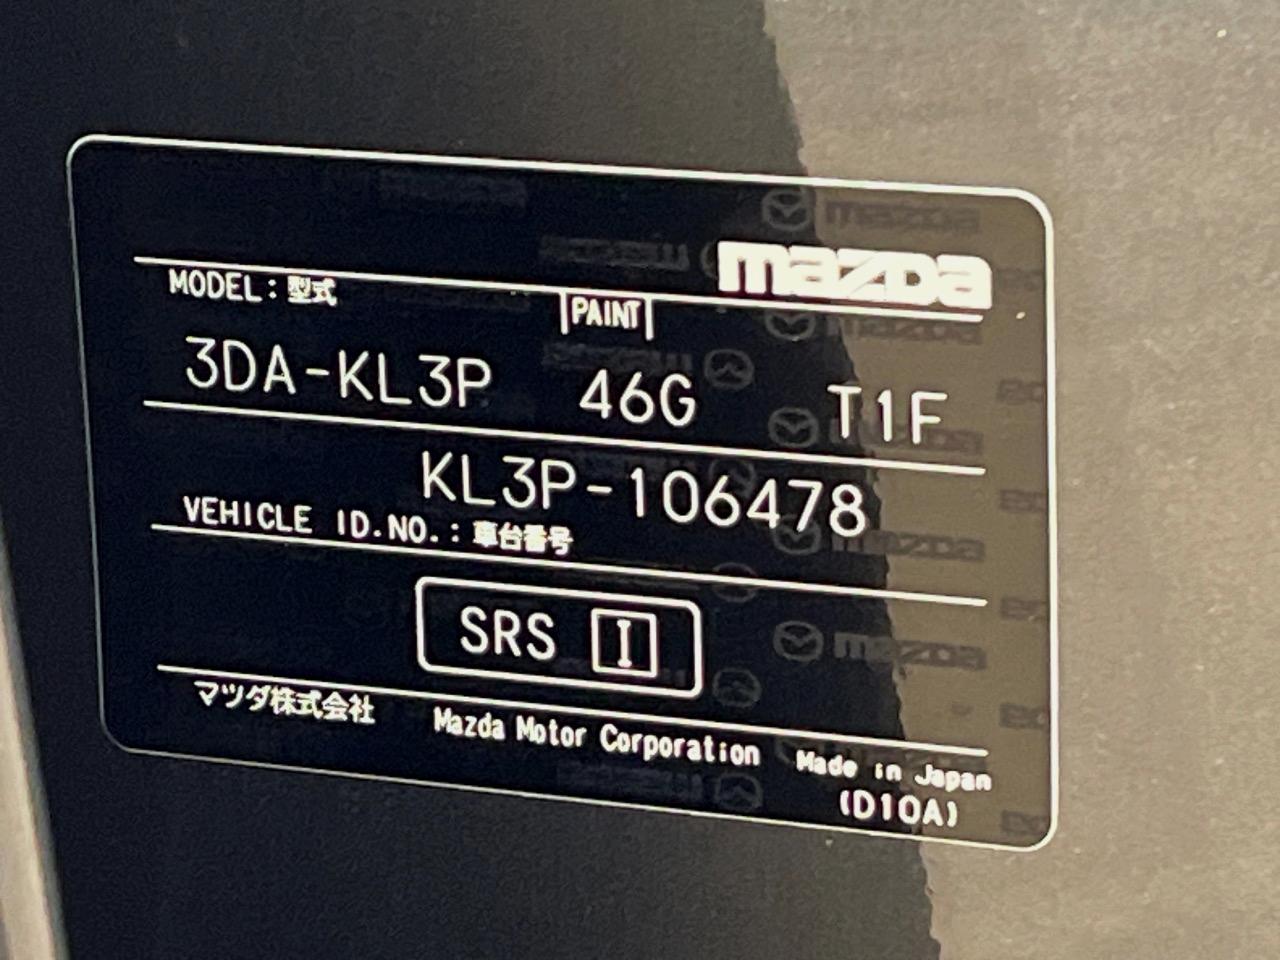 mazda
MODEL: 型式 PAINT
3DA-KL3P 46G T1F
KL3P-106478
VEHICLE ID.NO.: 車台番号
SRS I
マツダ株式会社 Mazda Motor Corporation Made in Japan
(D10A)